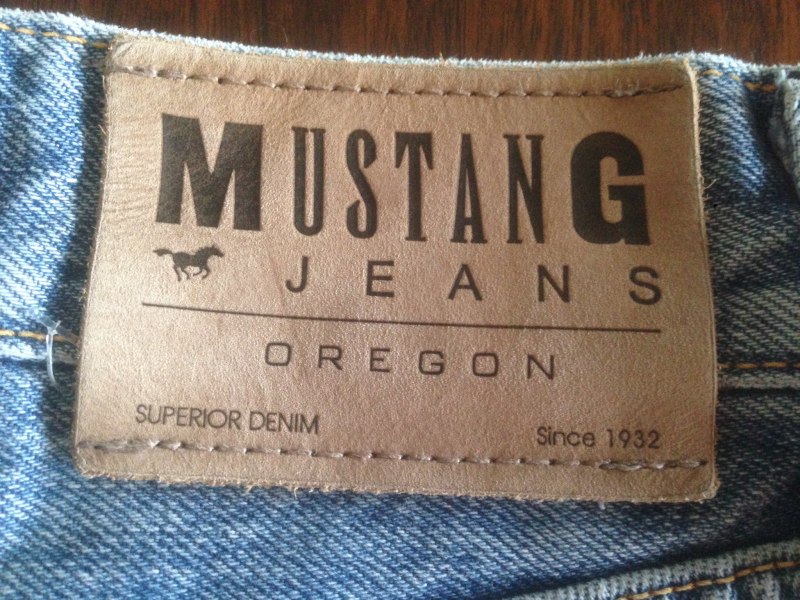 MUSTANG
JEANS
OREGON
SUPERIOR DENIM
Since 1932